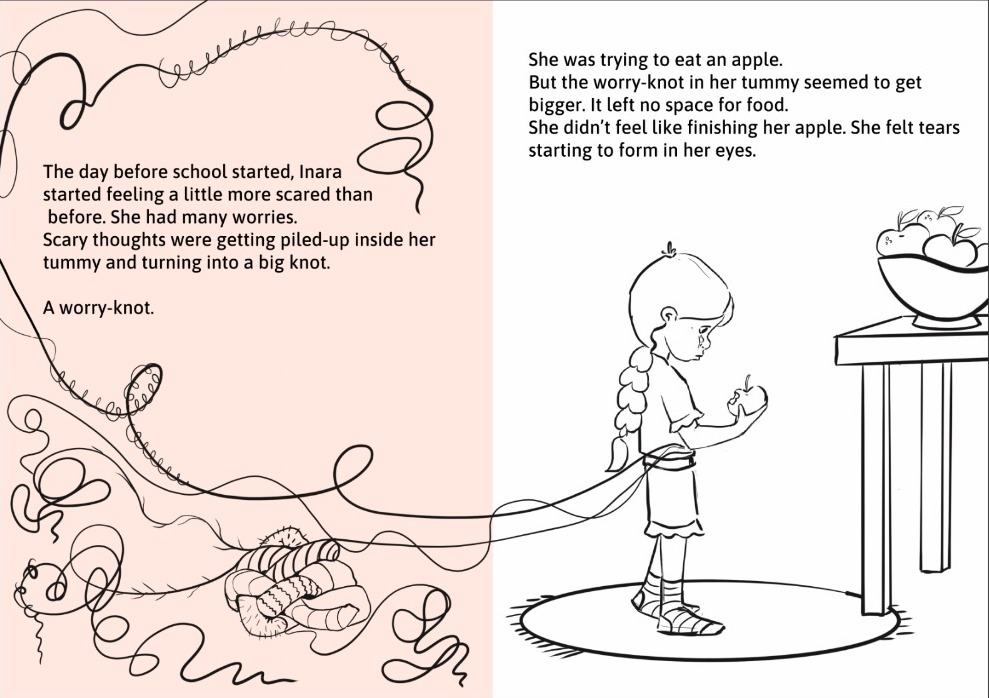 The day before school started, Inara
started feeling a little more scared than
before. She had many worries.
Scary thoughts were getting piled-up inside her
tummy and turning into a big knot.
A worry-knot.
She was trying to eat an apple.
But the worry-knot in her tummy seemed to get
bigger. It left no space for food.
She didn’t feel like finishing her apple. She felt tears
starting to form in her eyes.